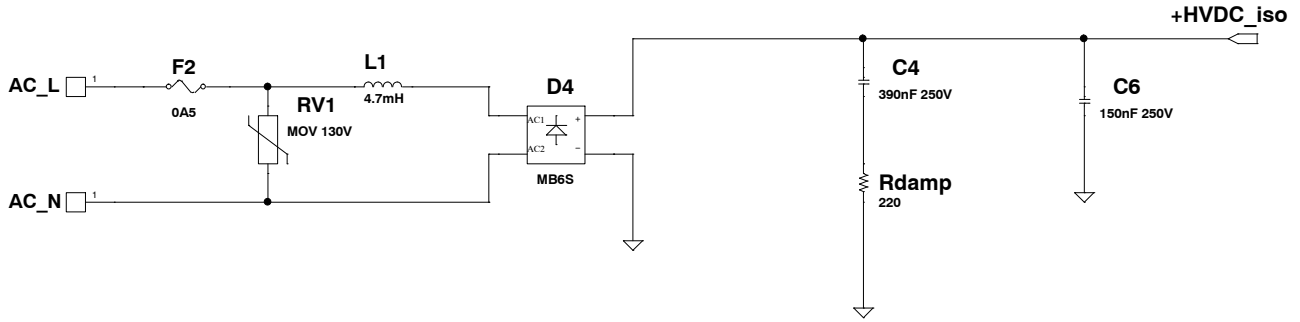 +HVDC_iso
AC_L
1
F2
0A5
L1
4.7mH
RV1
MOV 130V
D4
AC1
+
AC2
−
MB6S
C4
390nF 250V
C6
150nF 250V
AC_N
1
Rdamp
220